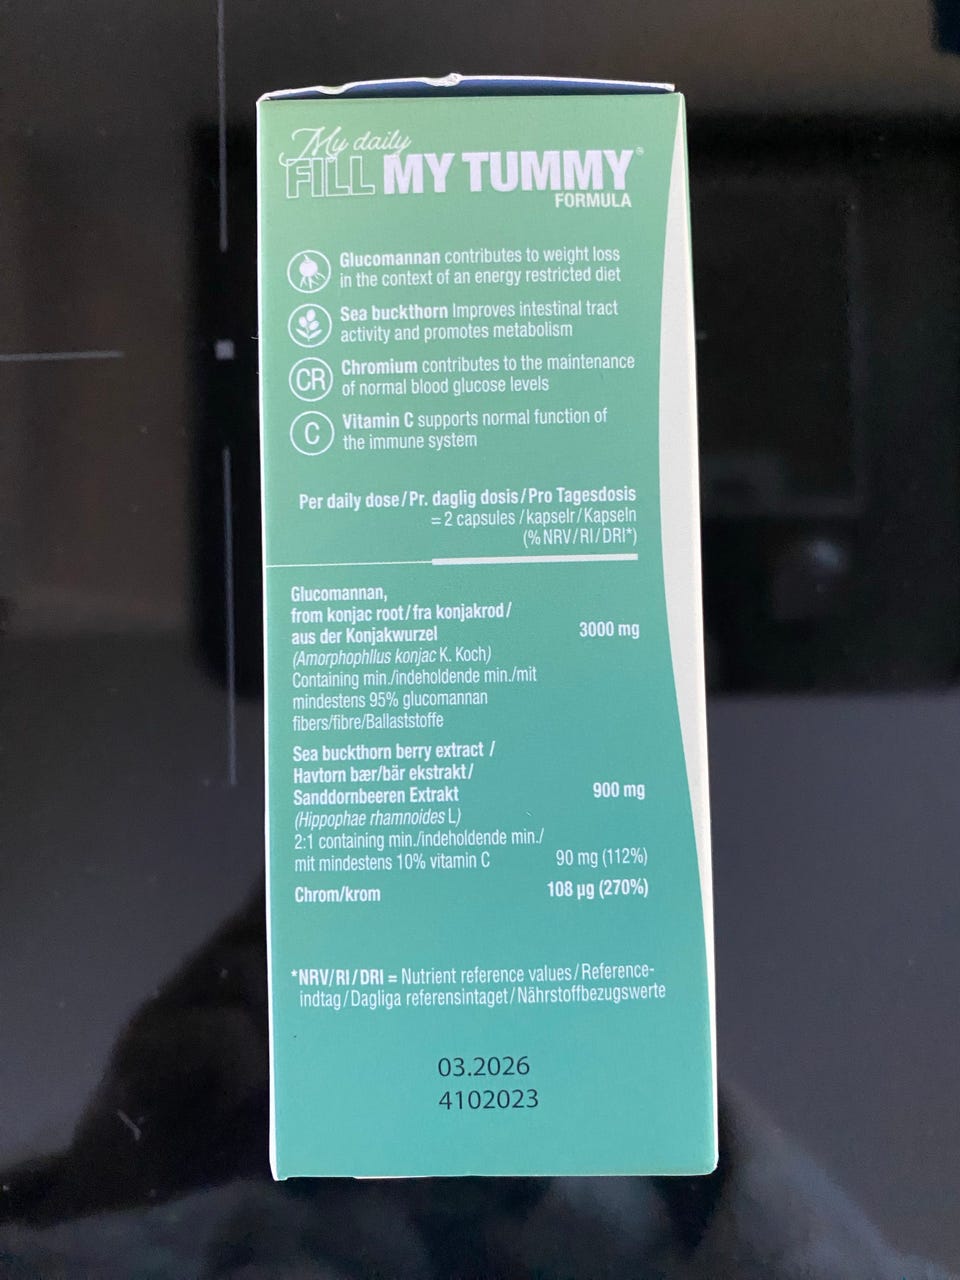 My daily
FILL MY TUMMY
FORMULA
Glucomannan contributes to weight loss
in the context of an energy restricted diet
Sea buckthorn Improves intestinal tract
activity and promotes metabolism
CR
Chromium contributes to the maintenance
of normal blood glucose levels
C
Vitamin C supports normal function of
the immune system
Per daily dose/Pr. daglig dosis/Pro Tagesdosis
=2 capsules/kapselr/Kapseln
(% NRV/RI/DRI*)
Glucomannan,
from konjac root/fra konjakrod/
aus der Konjakwurzel 3000 mg
(Amorphophllus konjac K. Koch)
Containing min./indeholdende min./mit
mindestens 95% glucomannan
fibers/fibre/Ballaststoffe
Sea buckthorn berry extract /
Havtorn bær/bär ekstrakt/
Sanddornbeeren Extrakt 900 mg
(Hippophae rhamnoides L)
2:1 containing min./indeholdende min./
mit mindestens 10% vitamin C 90 mg (112%)
Chrom/krom 108 µg (270%)
*NRV/RI/DRI = Nutrient reference values/Reference-
indtag/Dagliga referensintaget/Nährstoffbezugswerte
03.2026
4102023